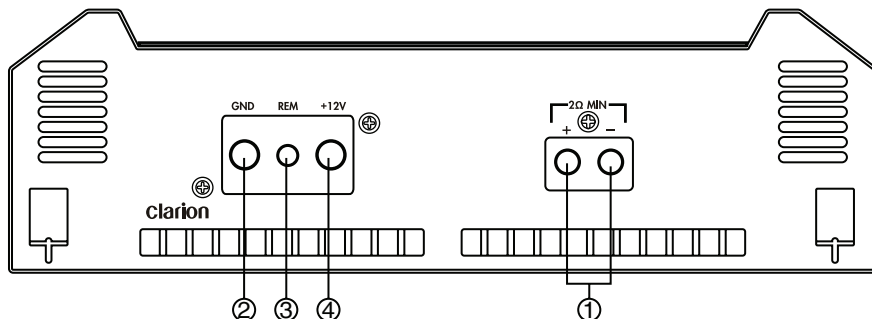 GND REM +12V
2Ω MIN
+ −
clarion
② ③ ④ ①